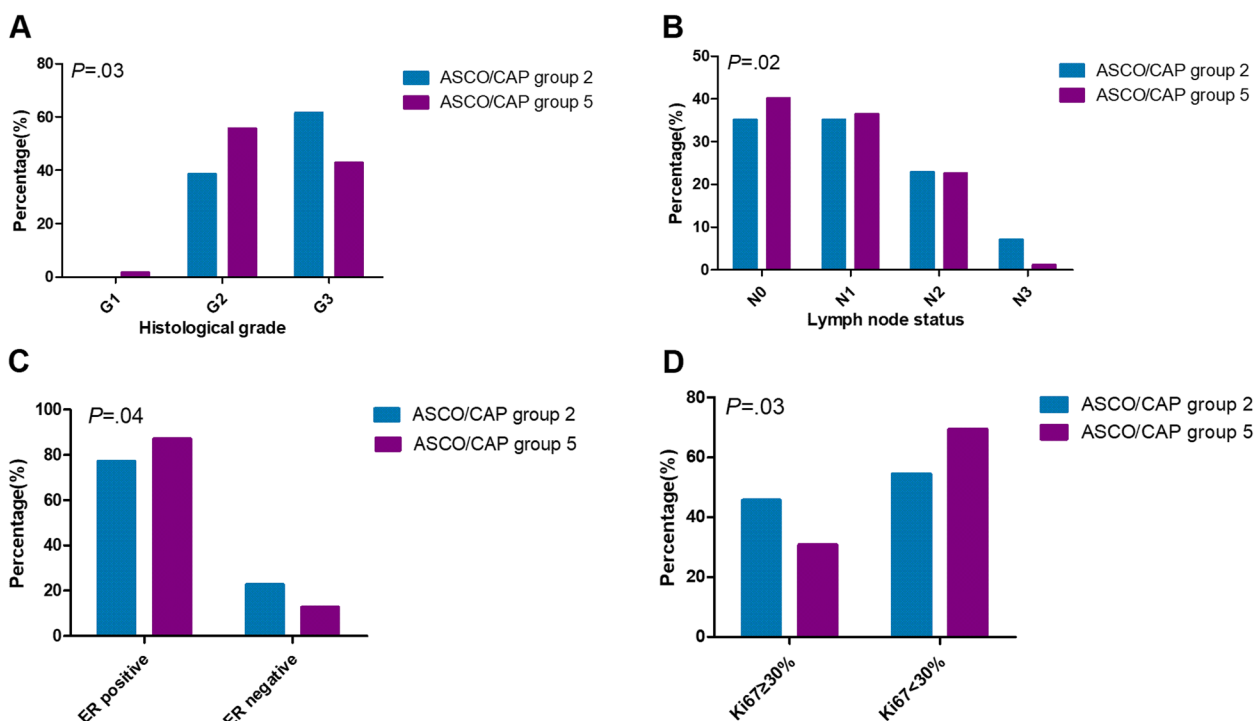 A
P=.03
ASCO/CAP group 2
ASCO/CAP group 5
Percentage(%)
80
60
40
20
0
G1
G2
G3
Histological grade
B
P=.02
ASCO/CAP group 2
ASCO/CAP group 5
Percentage(%)
50
40
30
20
10
0
N0
N1
N2
N3
Lymph node status
C
P=.04
ASCO/CAP group 2
ASCO/CAP group 5
Percentage(%)
100
80
60
40
20
0
ER positive
ER negative
D
P=.03
ASCO/CAP group 2
ASCO/CAP group 5
Percentage(%)
80
60
40
20
0
Ki67≥30%
Ki67<30%